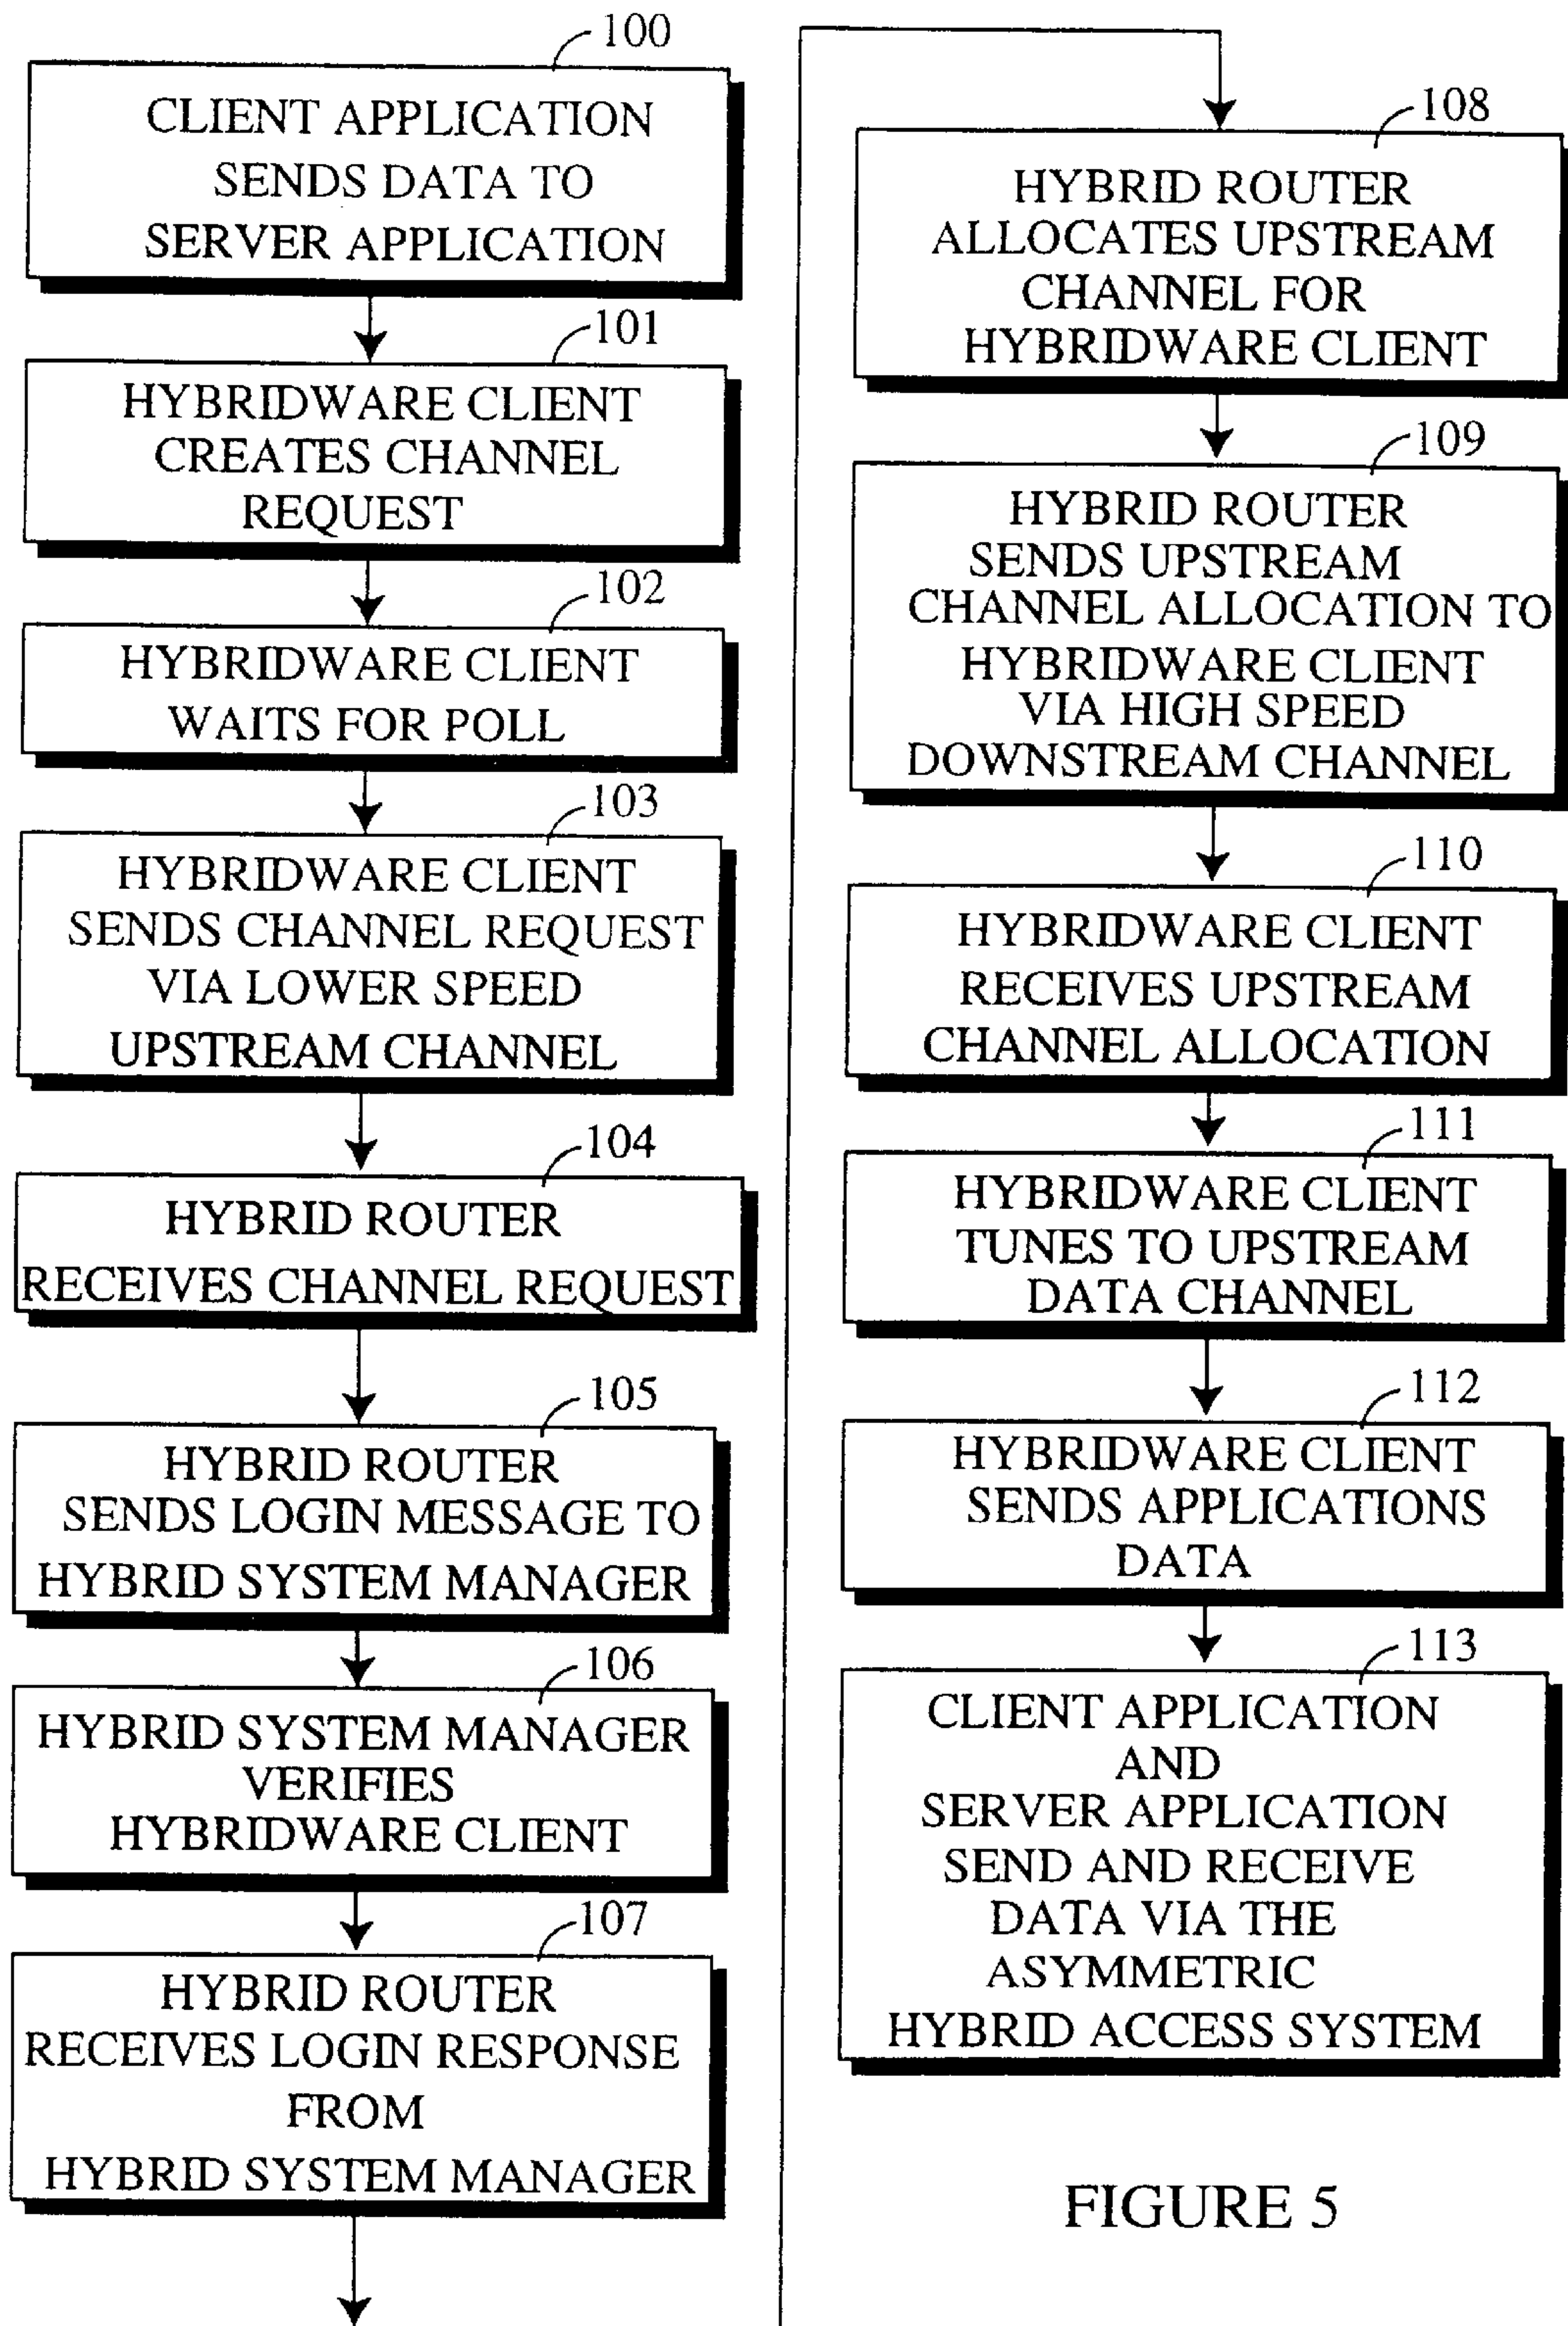 100
CLIENT APPLICATION
SENDS DATA TO
SERVER APPLICATION
101
HYBRIDWARE CLIENT
CREATES CHANNEL
REQUEST
102
HYBRIDWARE CLIENT
WAITS FOR POLL
103
HYBRIDWARE CLIENT
SENDS CHANNEL REQUEST
VIA LOWER SPEED
UPSTREAM CHANNEL
104
HYBRID ROUTER
RECEIVES CHANNEL REQUEST
105
HYBRID ROUTER
SENDS LOGIN MESSAGE TO
HYBRID SYSTEM MANAGER
106
HYBRID SYSTEM MANAGER
VERIFIES
HYBRIDWARE CLIENT
107
HYBRID ROUTER
RECEIVES LOGIN RESPONSE
FROM
HYBRID SYSTEM MANAGER
108
HYBRID ROUTER
ALLOCATES UPSTREAM
CHANNEL FOR
HYBRIDWARE CLIENT
109
HYBRID ROUTER
SENDS UPSTREAM
CHANNEL ALLOCATION TO
HYBRIDWARE CLIENT
VIA HIGH SPEED
DOWNSTREAM CHANNEL
110
HYBRIDWARE CLIENT
RECEIVES UPSTREAM
CHANNEL ALLOCATION
111
HYBRIDWARE CLIENT
TUNES TO UPSTREAM
DATA CHANNEL
112
HYBRIDWARE CLIENT
SENDS APPLICATIONS
DATA
113
CLIENT APPLICATION
AND
SERVER APPLICATION
SEND AND RECEIVE
DATA VIA THE
ASYMMETRIC
HYBRID ACCESS SYSTEM
FIGURE 5